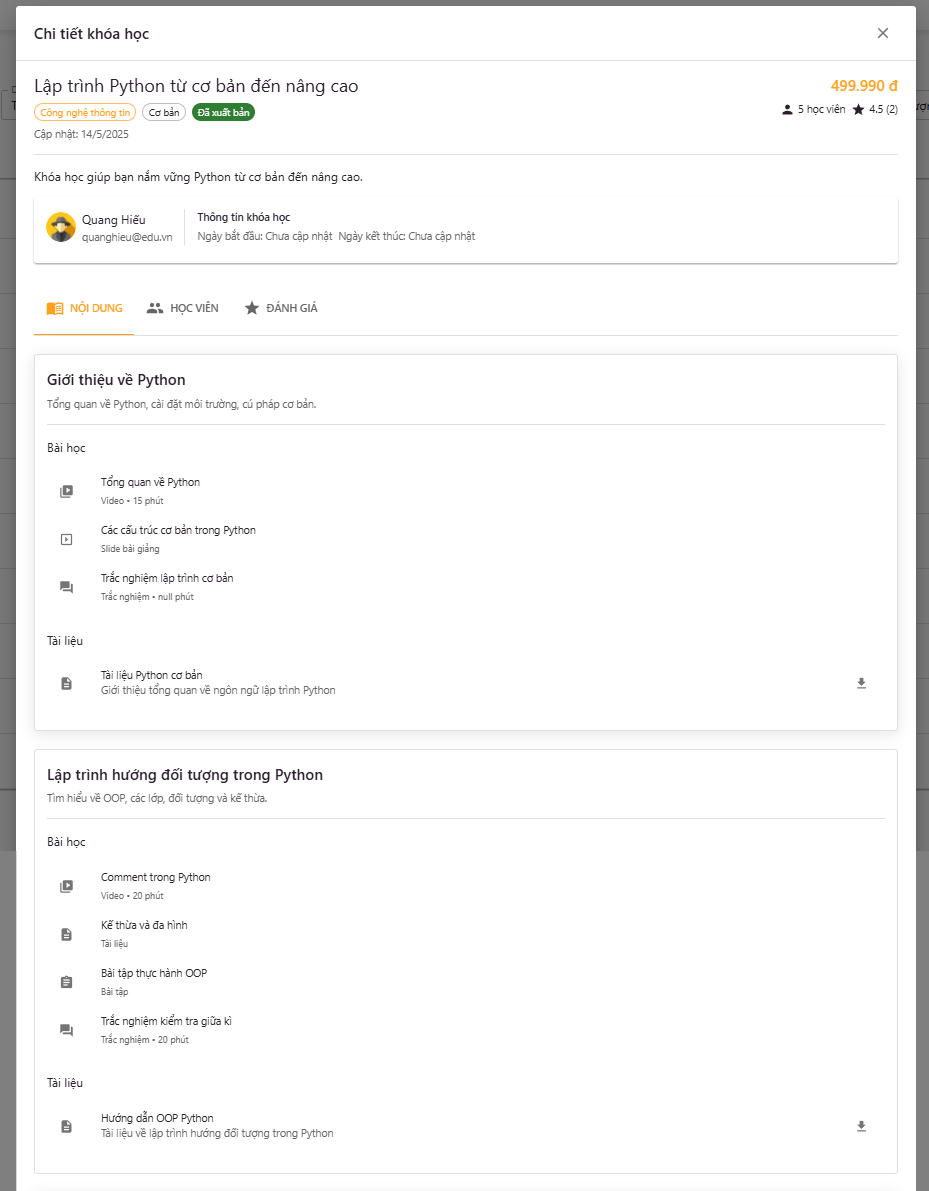 Chi tiết khóa học
Lập trình Python từ cơ bản đến nâng cao
499.990 đ
Công nghệ thông tin
Cơ bản
Đã xuất bản
5 học viên
4.5 (2)
Cập nhật: 14/5/2025
Khóa học giúp bạn nắm vững Python từ cơ bản đến nâng cao.
Quang Hiếu
quanghieu@edu.vn
Thông tin khóa học
Ngày bắt đầu: Chưa cập nhật Ngày kết thúc: Chưa cập nhật
NỘI DUNG
HỌC VIÊN
ĐÁNH GIÁ
Giới thiệu về Python
Tổng quan về Python, cài đặt môi trường, cú pháp cơ bản.
Bài học
Tổng quan về Python
Video • 15 phút
Các cấu trúc cơ bản trong Python
Slide bài giảng
Trắc nghiệm lập trình cơ bản
Trắc nghiệm • null phút
Tài liệu
Tài liệu Python cơ bản
Giới thiệu tổng quan về ngôn ngữ lập trình Python
Lập trình hướng đối tượng trong Python
Tìm hiểu về OOP, các lớp, đối tượng và kế thừa.
Bài học
Comment trong Python
Video • 20 phút
Kế thừa và đa hình
Tài liệu
Bài tập thực hành OOP
Bài tập
Trắc nghiệm kiểm tra giữa kì
Trắc nghiệm • 20 phút
Tài liệu
Hướng dẫn OOP Python
Tài liệu về lập trình hướng đối tượng trong Python